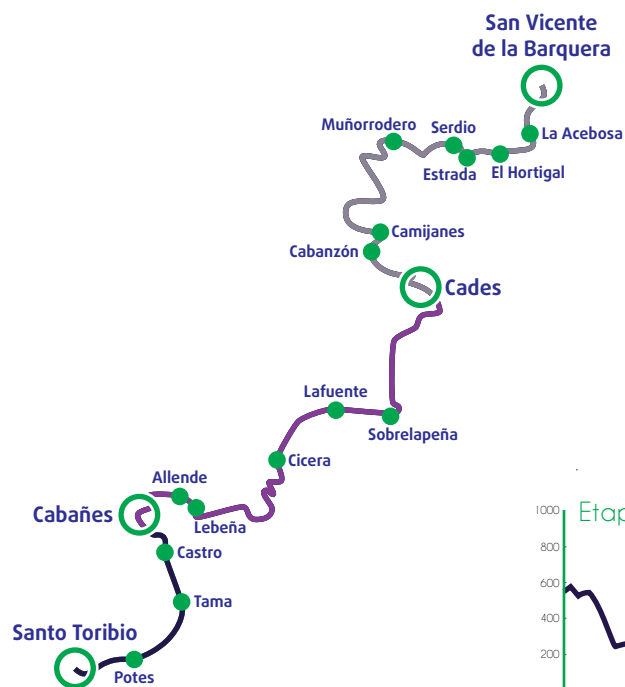 San Vicente
de la Barquera
La Acebosa
Muñorrodero
Serdio
Estrada
El Hortigal
Camijanes
Cabanzón
Cades
Lafuente
Sobrelapeña
Cicera
Allende
Lebeña
Cabañes
Castro
Tama
Santo Toribio
Potes
Etap
1000
800
600
400
200